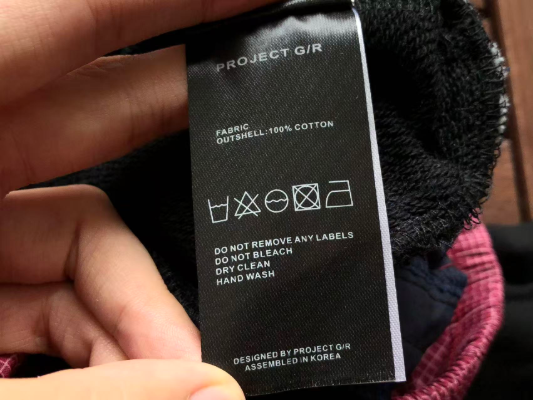 PROJECT G/R
FABRIC
OUTSHELL:100% COTTON
DO NOT REMOVE ANY LABELS
DO NOT BLEACH
DRY CLEAN
HAND WASH
DESIGNED BY PROJECT G/R
ASSEMBLED IN KOREA